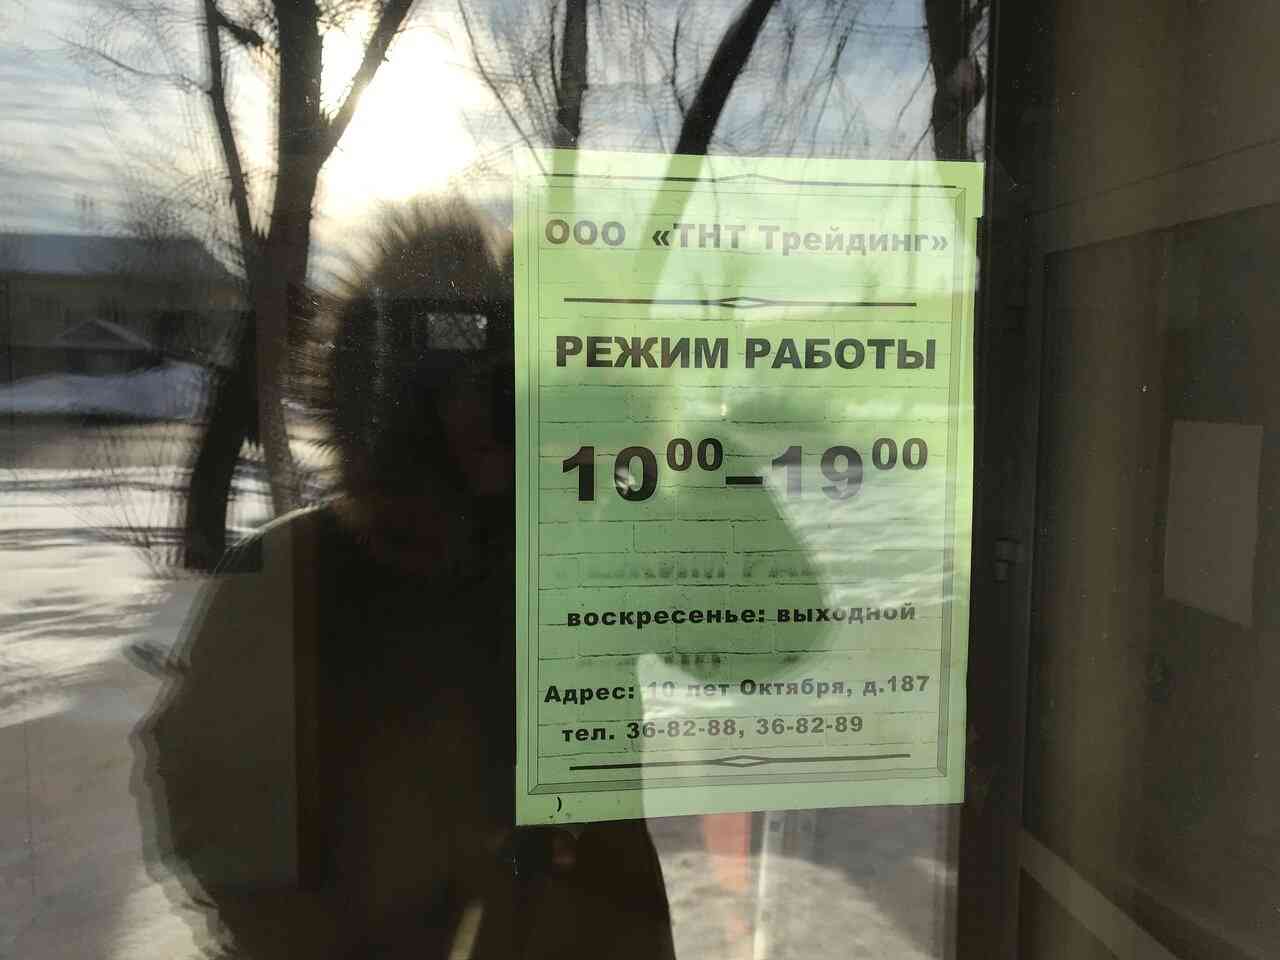 ООО «ТНТ Трейдинг»
РЕЖИМ РАБОТЫ
10⁰⁰–19⁰⁰
воскресенье: выходной
Адрес: 10 лет Октября, д.187
тел. 36-82-88, 36-82-89